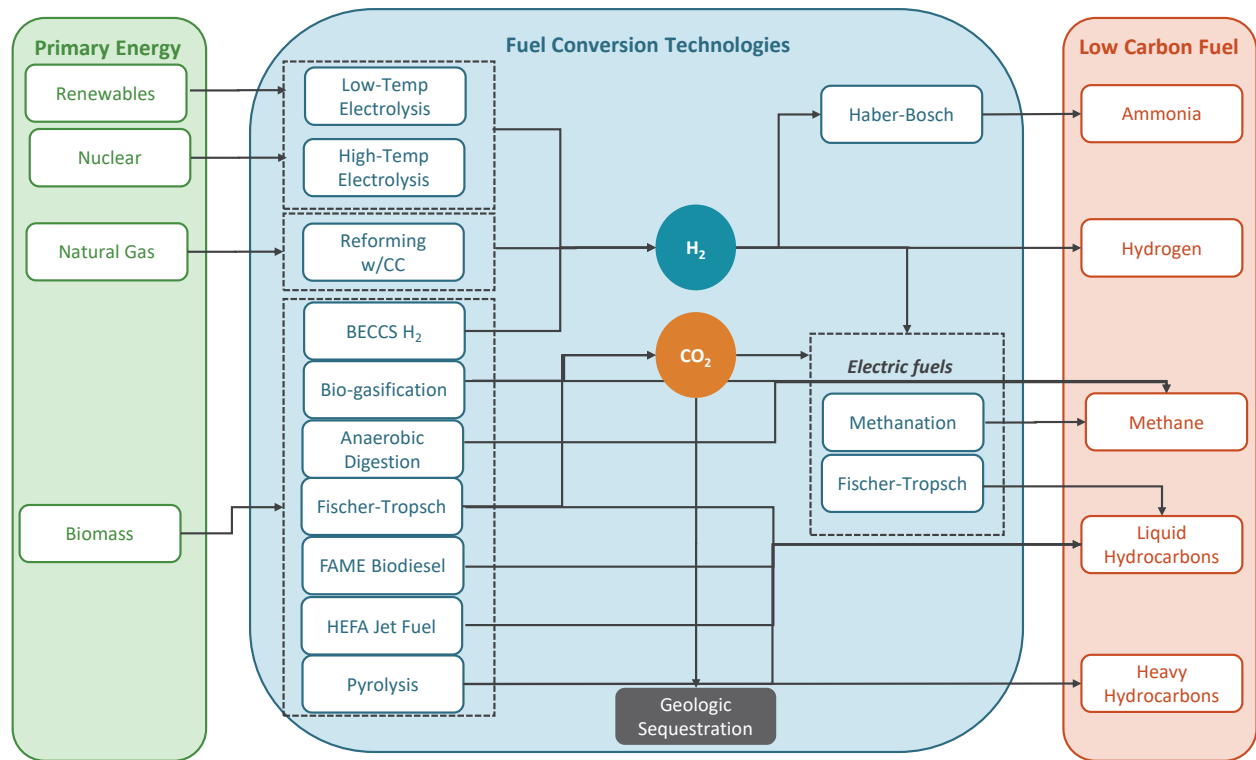 Primary Energy
Renewables
Nuclear
Natural Gas
Biomass
Fuel Conversion Technologies
Low-Temp
Electrolysis
High-Temp
Electrolysis
Reforming
w/CC
BECCS H₂
Bio-gasification
Anaerobic
Digestion
Fischer-Tropsch
FAME Biodiesel
HEFA Jet Fuel
Pyrolysis
H₂
CO₂
Geologic
Sequestration
Haber-Bosch
Electric fuels
Methanation
Fischer-Tropsch
Low Carbon Fuel
Ammonia
Hydrogen
Methane
Liquid
Hydrocarbons
Heavy
Hydrocarbons